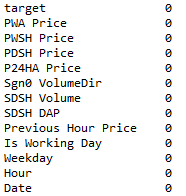 target 0
PWA Price 0
PWSH Price 0
PDSH Price 0
P24HA Price 0
Sgn0 VolumeDir 0
SDSH Volume 0
SDSH DAP 0
Previous Hour Price 0
Is Working Day 0
Weekday 0
Hour 0
Date 0